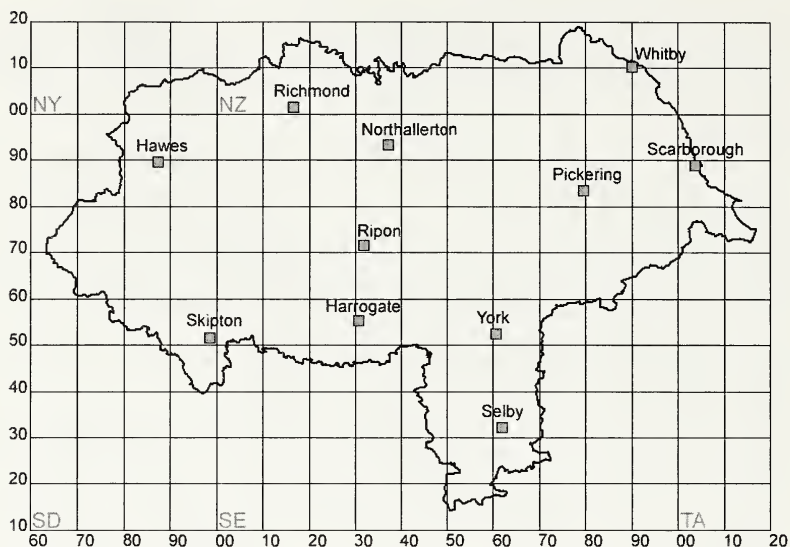 20
10
Whitby
NY
NZ
Richmond
00
Northallerton
Hawes
Scarborough
90
Pickering
80
Ripon
70
60
Skipton
Harrogate
York
50
40
Selby
30
20
SD
SE
TA
10
60 70 80 90 00 10 20 30 40 50 60 70 80 90 00 10 20